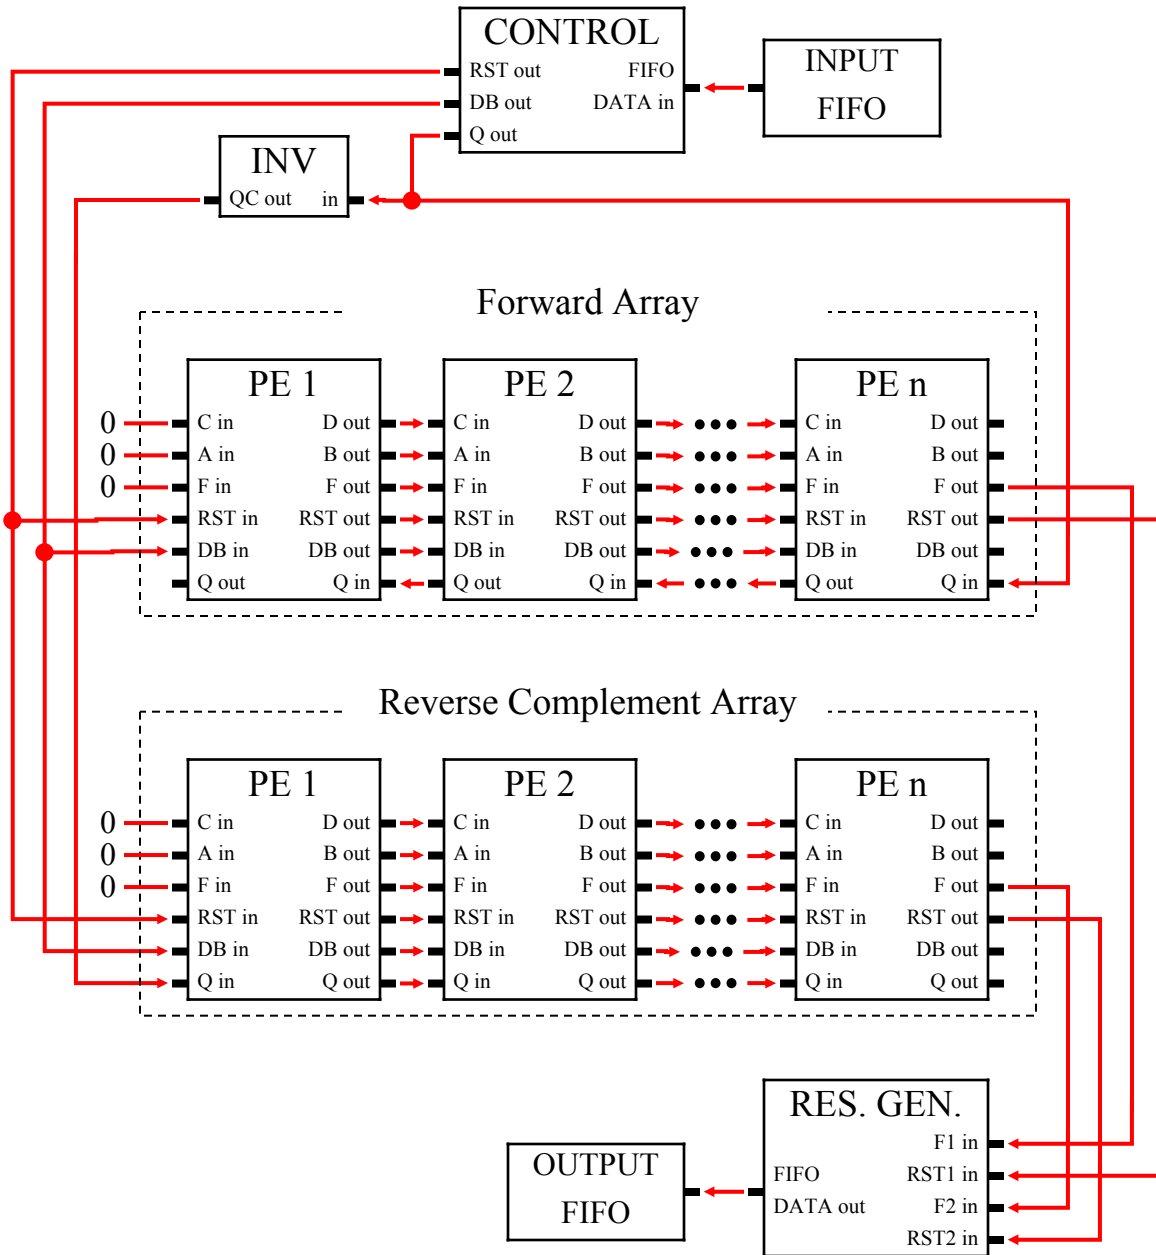 CONTROL
RST out FIFO
DB out DATA in
Q out
INPUT
FIFO
INV
QC out in
Forward Array
PE 1
0 C in D out
0 A in B out
0 F in F out
RST in RST out
DB in DB out
Q out Q in
PE 2
C in D out
A in B out
F in F out
RST in RST out
DB in DB out
Q out Q in
PE n
C in D out
A in B out
F in F out
RST in RST out
DB in DB out
Q out Q in
Reverse Complement Array
PE 1
0 C in D out
0 A in B out
0 F in F out
RST in RST out
DB in DB out
Q in Q out
PE 2
C in D out
A in B out
F in F out
RST in RST out
DB in DB out
Q in Q out
PE n
C in D out
A in B out
F in F out
RST in RST out
DB in DB out
Q in Q out
RES. GEN.
F1 in
FIFO RST1 in
DATA out F2 in
RST2 in
OUTPUT
FIFO